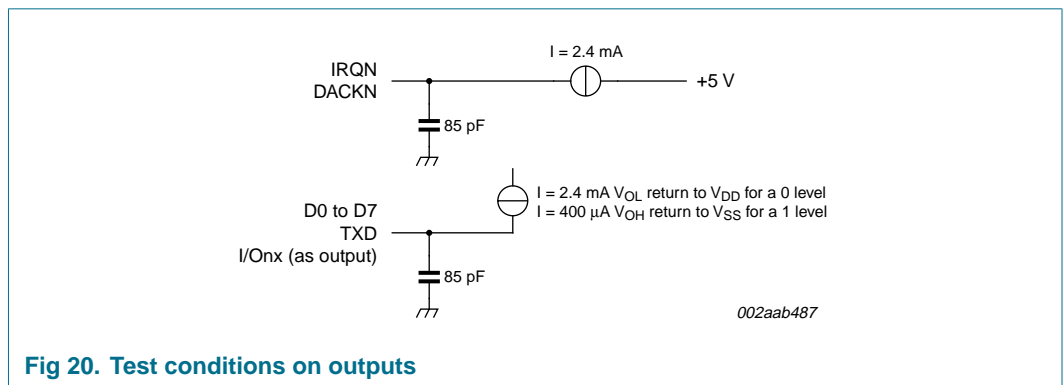 I = 2.4 mA
IRQN
DACKN
+5 V
85 pF
I = 2.4 mA VOL return to VDD for a 0 level
I = 400 μA VOH return to VSS for a 1 level
D0 to D7
TXD
I/Onx (as output)
85 pF
002aab487
Fig 20. Test conditions on outputs